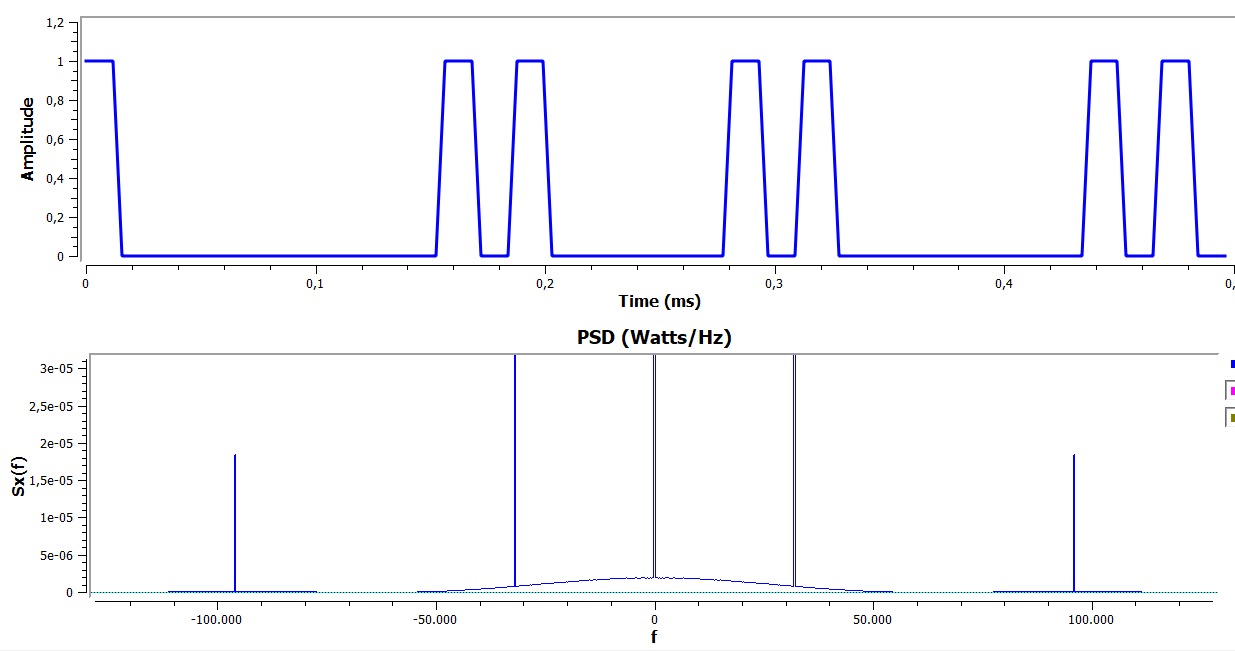 1,2
1
0,8
0,6
0,4
0,2
0
Amplitude
0 0,1 0,2 0,3 0,4 0,
Time (ms)
PSD (Watts/Hz)
3e-05
2,5e-05
2e-05
1,5e-05
1e-05
5e-06
0
Sx(f)
-100.000 -50.000 0 50.000 100.000
f